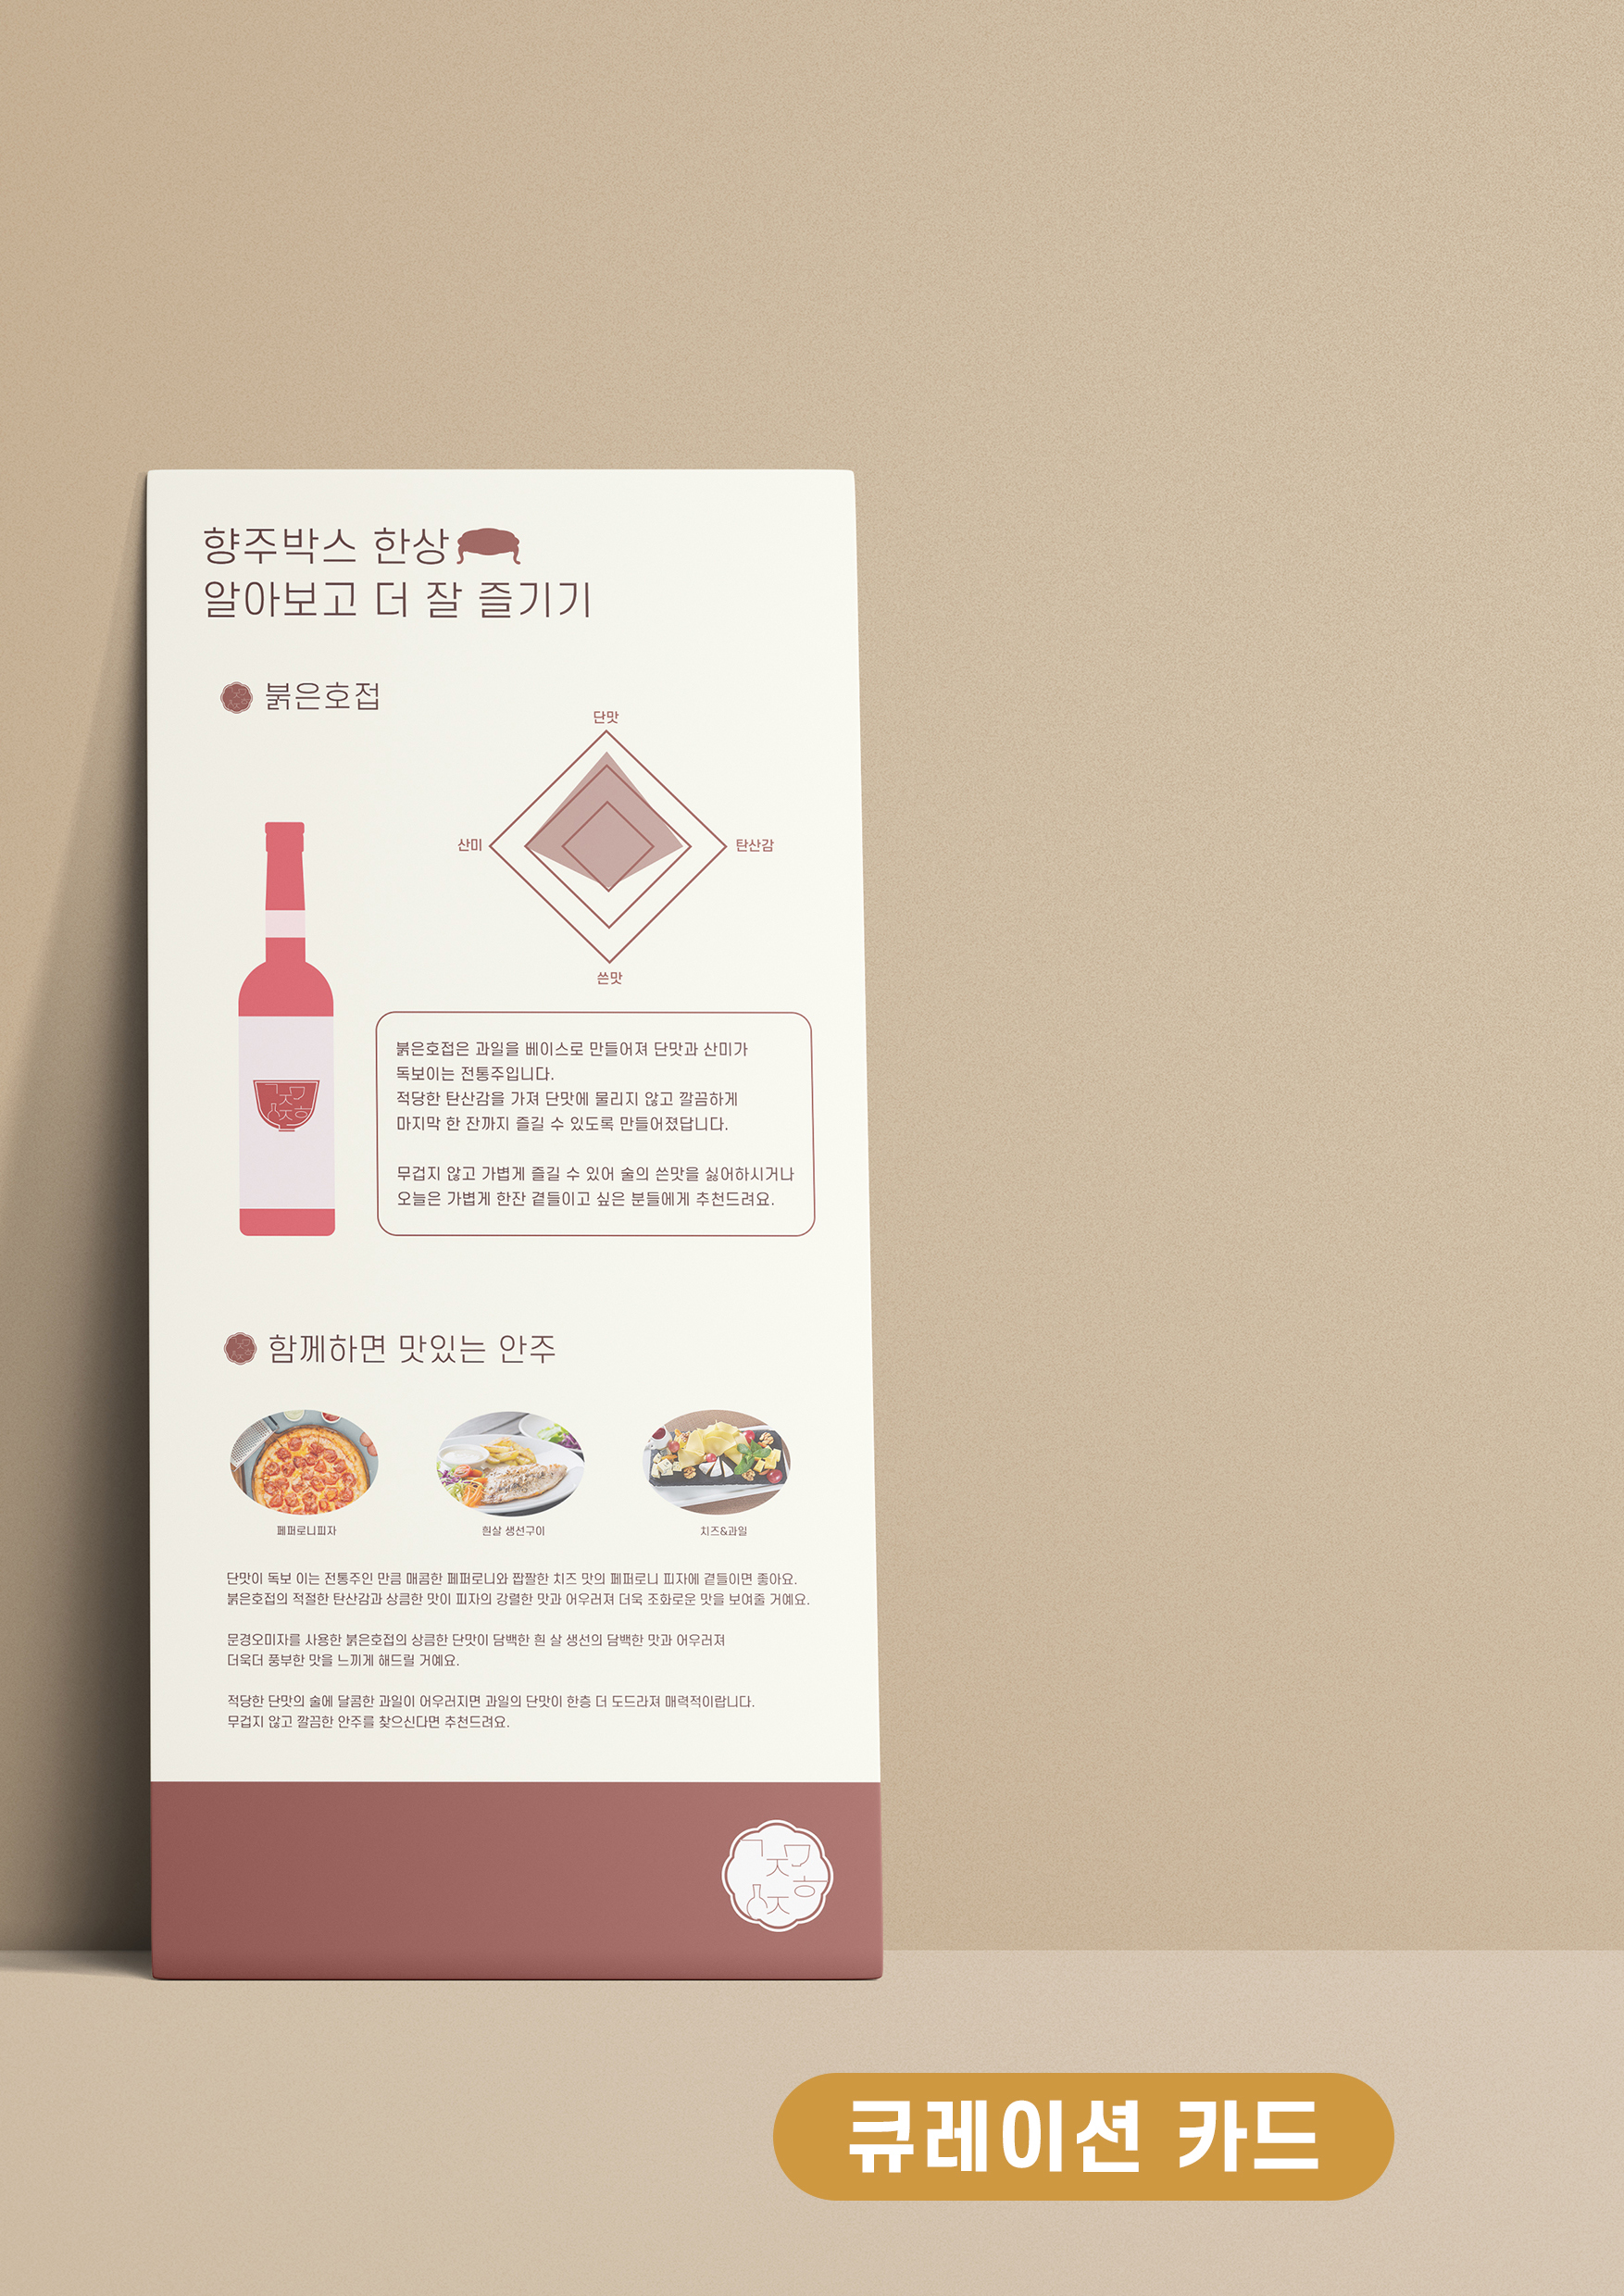 향주박스 한상
알아보고 더 잘 즐기기
붉은호접
단맛
산미
탄산감
쓴맛
붉은호접은 과일을 베이스로 만들어져 단맛과 산미가
독보이는 전통주입니다.
적당한 탄산감을 가져 단맛에 물리지 않고 깔끔하게
마지막 한 잔까지 즐길 수 있도록 만들어졌답니다.
무겁지 않고 가볍게 즐길 수 있어 술의 쓴맛을 싫어하시거나
오늘은 가볍게 한잔 곁들이고 싶은 분들에게 추천드려요.
함께하면 맛있는 안주
페퍼로니피자
흰살 생선구이
치즈&과일
단맛이 독보 이는 전통주인 만큼 매콤한 페퍼로니와 짭짤한 치즈 맛의 페퍼로니 피자에 곁들이면 좋아요.
붉은호접의 적절한 탄산감과 상큼한 맛이 피자의 강렬한 맛과 어우러져 더욱 조화로운 맛을 보여줄 거예요.
문경오미자를 사용한 붉은호접의 상큼한 단맛이 담백한 흰 살 생선의 담백한 맛과 어우러져
더욱더 풍부한 맛을 느끼게 해드릴 거예요.
적당한 단맛의 술에 달콤한 과일이 어우러지면 과일의 단맛이 한층 더 도드라져 매력적이랍니다.
무겁지 않고 깔끔한 안주를 찾으신다면 추천드려요.
큐레이션 카드